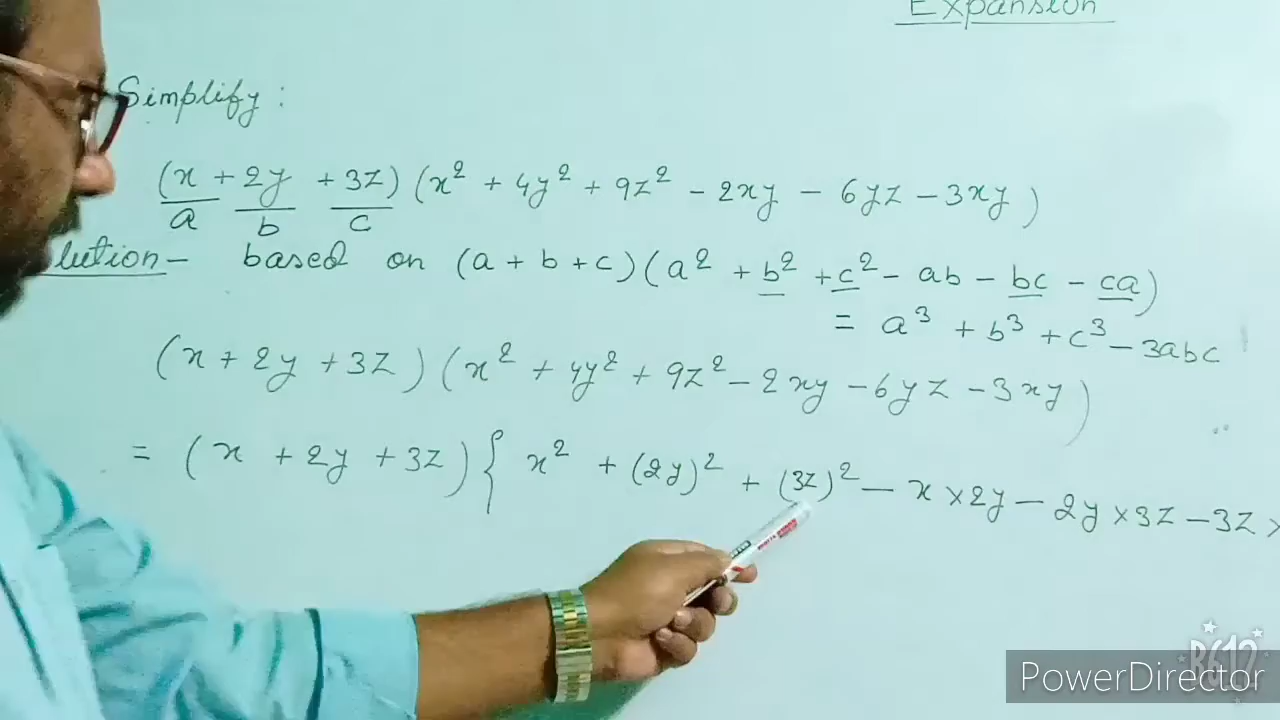 Expansion
Simplify :
(x + 2y + 3z) (x² + 4y² + 9z² - 2xy - 6yz - 3xy)
a b c
lution - based on (a + b + c) (a² + b² + c² - ab - bc - ca)
= a³ + b³ + c³ - 3abc
(x + 2y + 3z) (x² + 4y² + 9z² - 2xy - 6yz - 3xy)
= (x + 2y + 3z) { x² + (2y)² + (3z)² - x × 2y - 2y × 3z - 3z ×
B612
PowerDirector